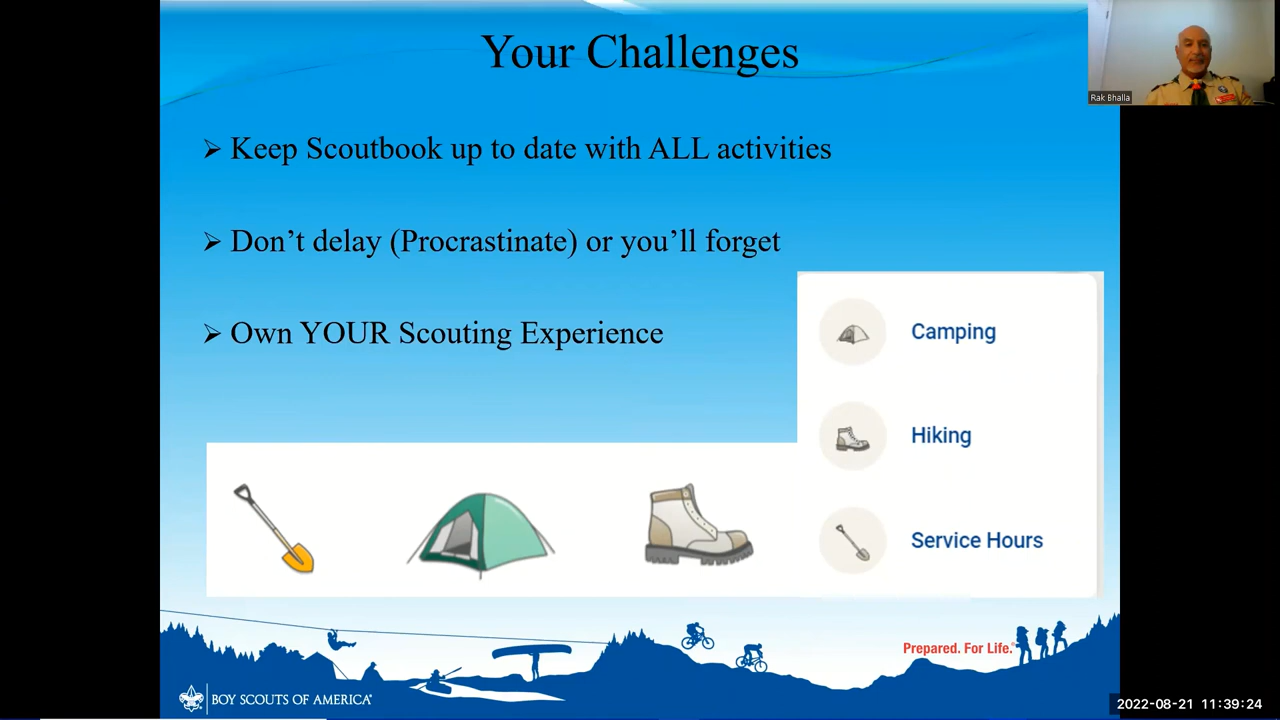 Your Challenges
Rak Bhalla
➢ Keep Scoutbook up to date with ALL activities
➢ Don’t delay (Procrastinate) or you’ll forget
➢ Own YOUR Scouting Experience
Camping
Hiking
Service Hours
Prepared. For Life.™
BOY SCOUTS OF AMERICA®
2022-08-21 11:39:24